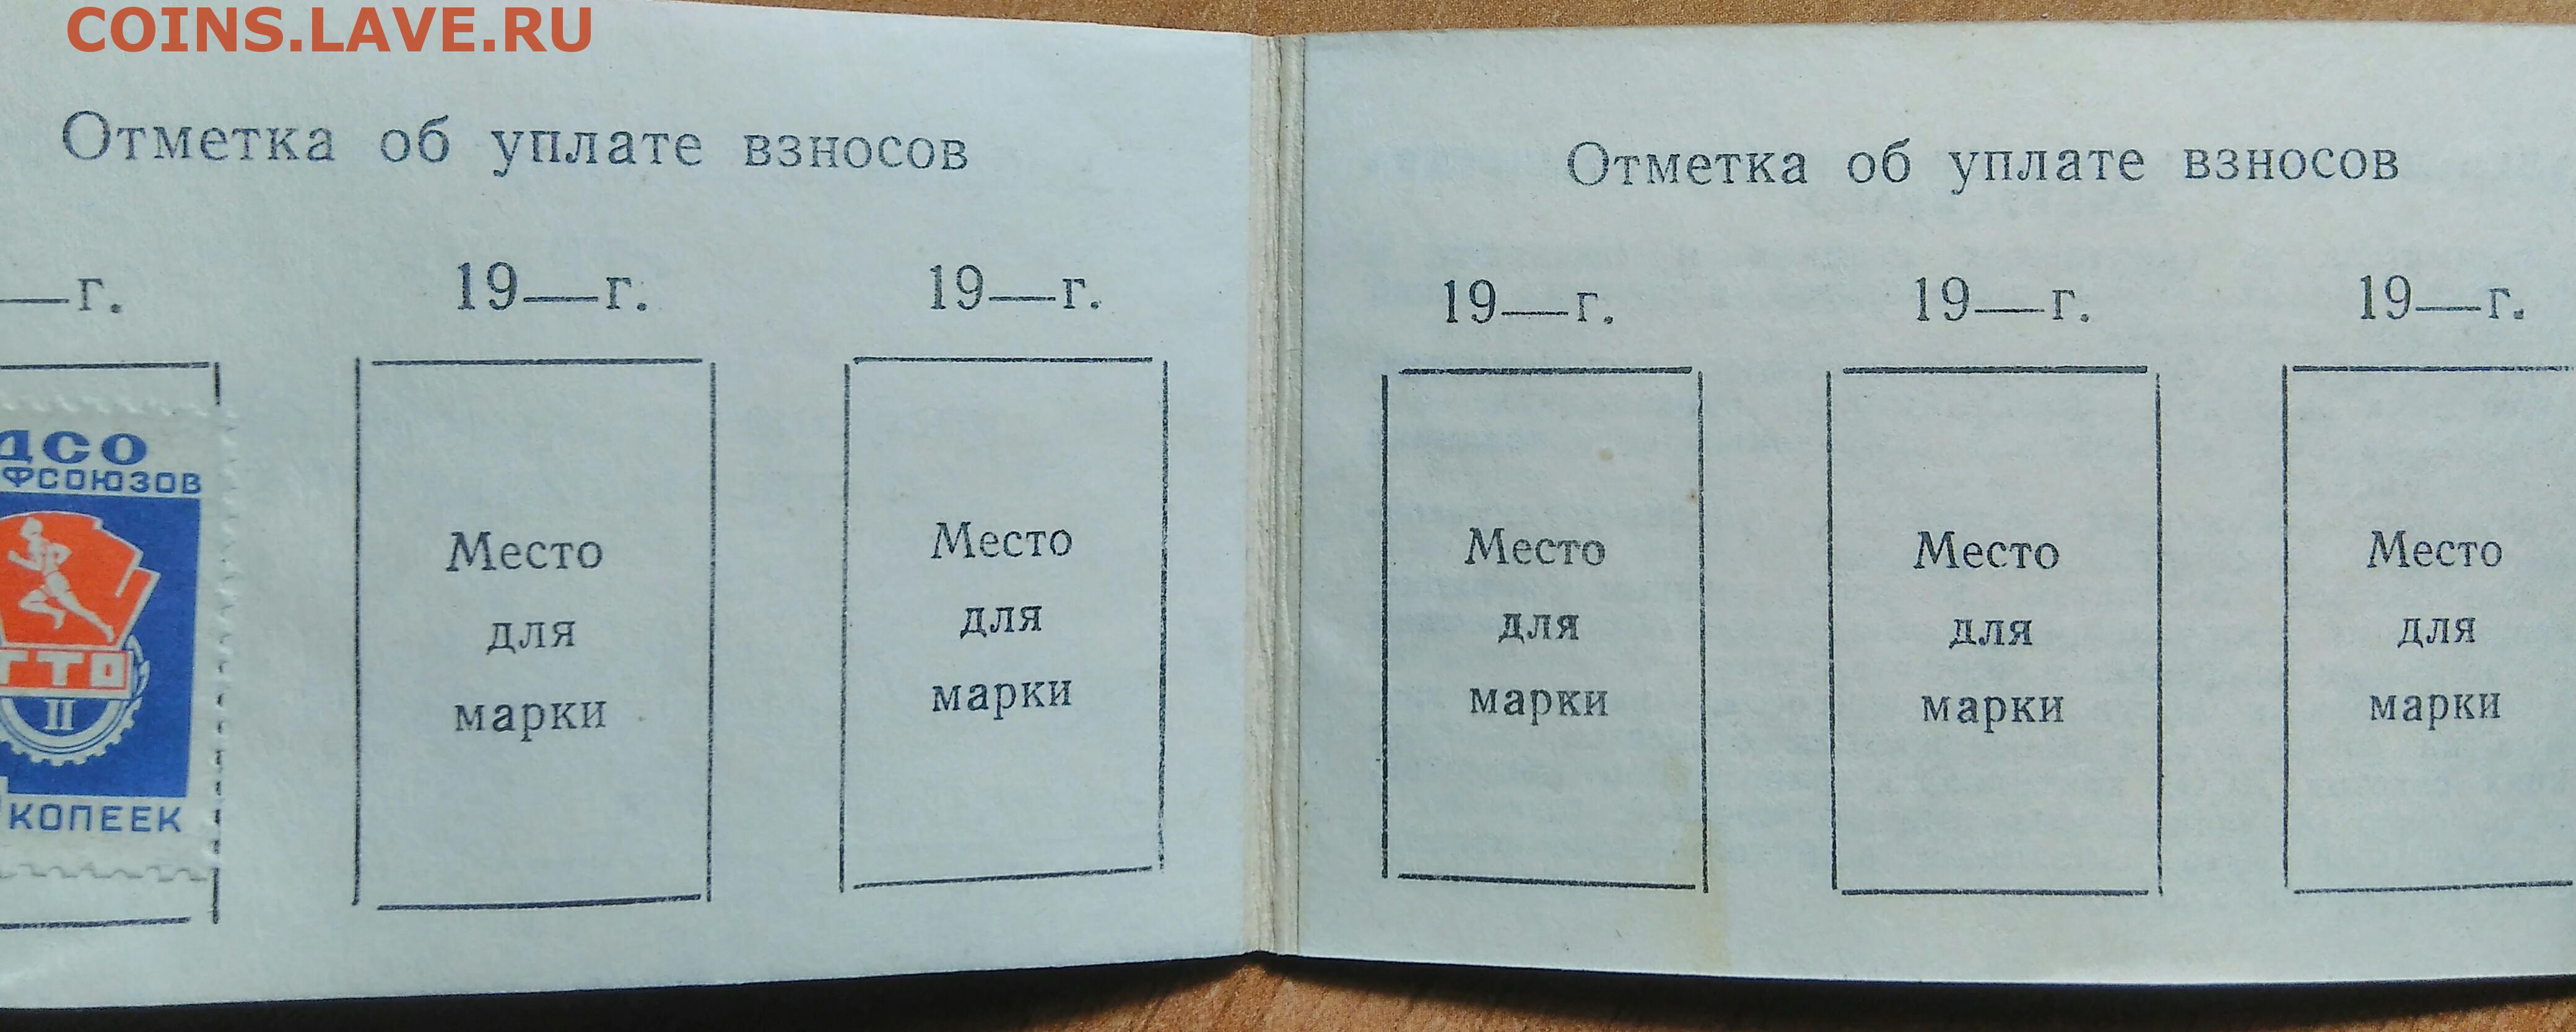 COINS.LAVE.RU
Отметка об уплате взносов
—г. 19—г. 19—г.
ДСО
ФСОЮЗОВ
ГТО
II
КОПЕЕК
Место
для
марки
Место
для
марки
Отметка об уплате взносов
19—г. 19—г. 19—г.
Место
для
марки
Место
для
марки
Место
для
марки